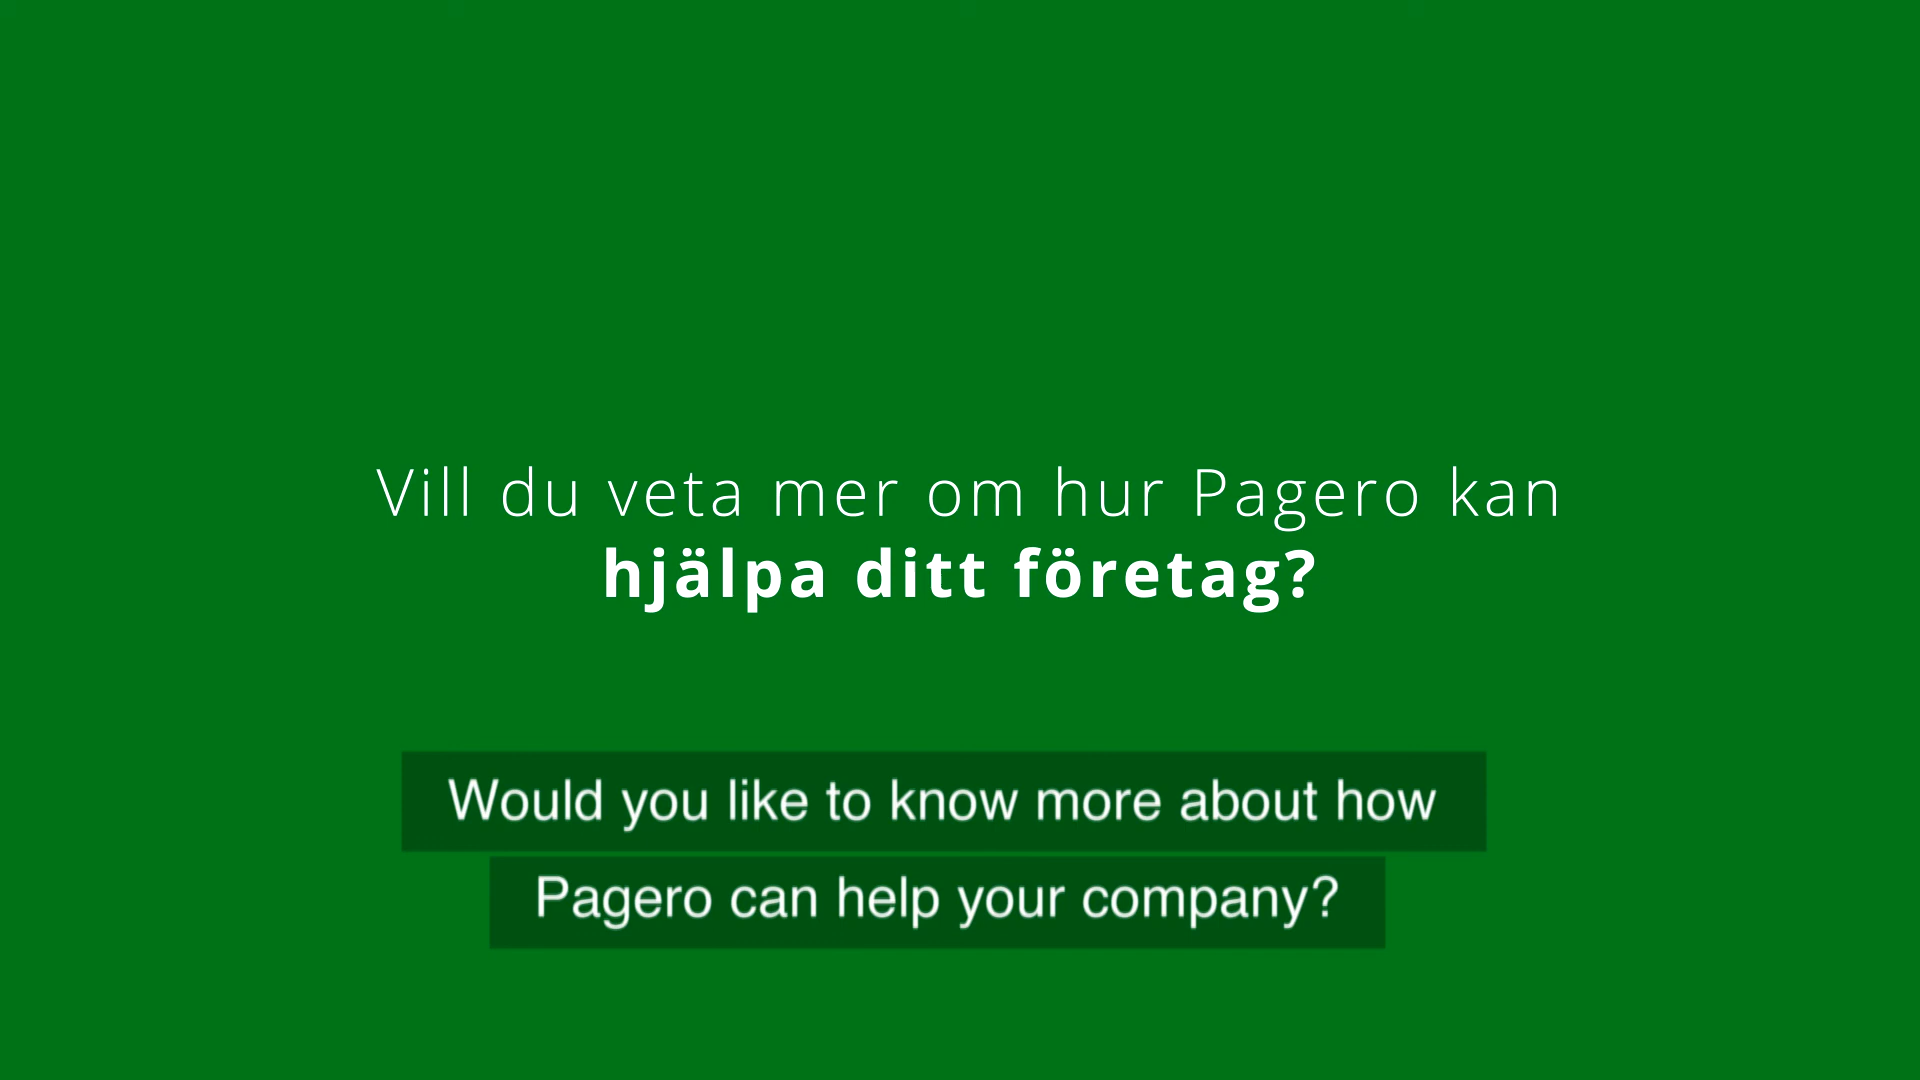 Vill du veta mer om hur Pagero kan
hjälpa ditt företag?
Would you like to know more about how
Pagero can help your company?